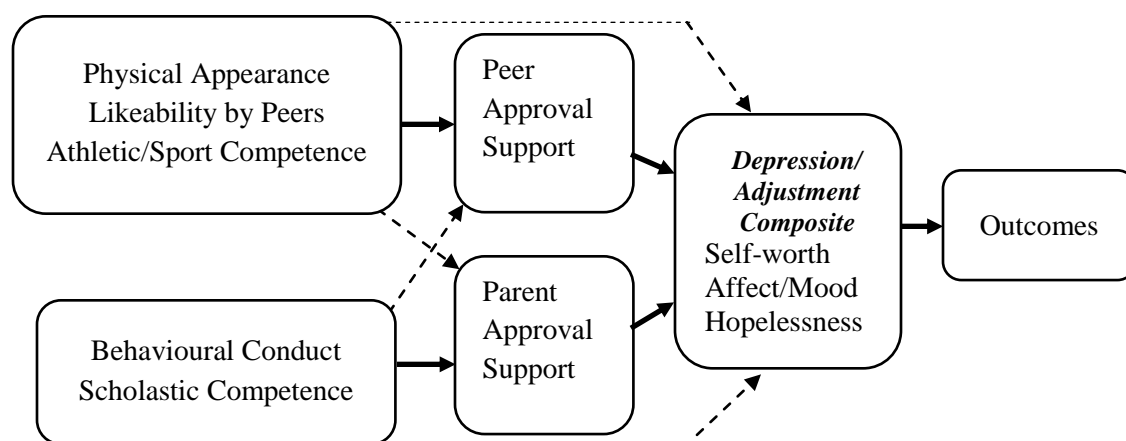 Physical Appearance
Likeability by Peers
Athletic/Sport Competence
Peer
Approval
Support
Depression/
Adjustment
Composite
Self-worth
Affect/Mood
Hopelessness
Outcomes
Behavioural Conduct
Scholastic Competence
Parent
Approval
Support